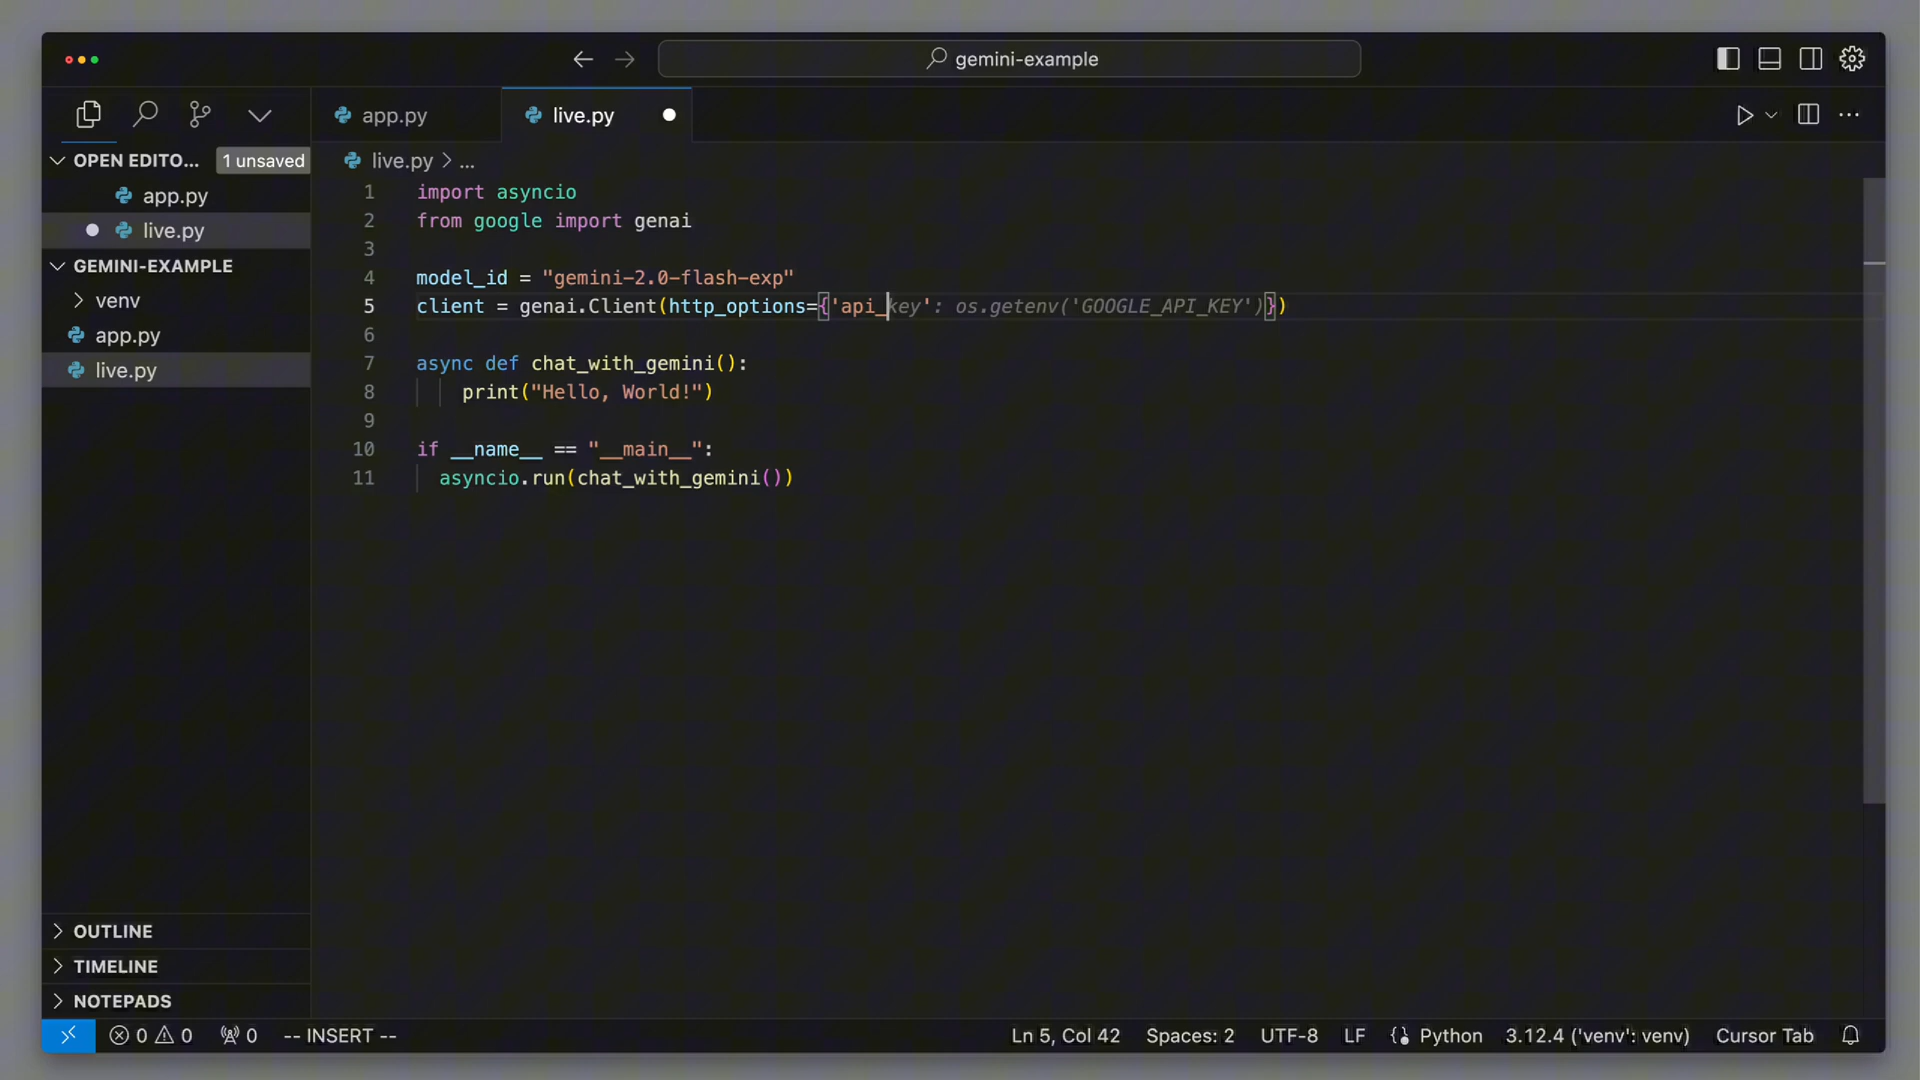 gemini-example
app.py
live.py
OPEN EDITO... 1 unsaved
app.py
live.py
GEMINI-EXAMPLE
venv
app.py
live.py
live.py > ...
1 import asyncio
2 from google import genai
3
4 model_id = "gemini-2.0-flash-exp"
5 client = genai.Client(http_options={'api_key': os.getenv('GOOGLE_API_KEY')})
6
7 async def chat_with_gemini():
8 print("Hello, World!")
9
10 if __name__ == "__main__":
11 asyncio.run(chat_with_gemini())
OUTLINE
TIMELINE
NOTEPADS
0 0 0 -- INSERT -- Ln 5, Col 42 Spaces: 2 UTF-8 LF Python 3.12.4 ('venv': venv) Cursor Tab